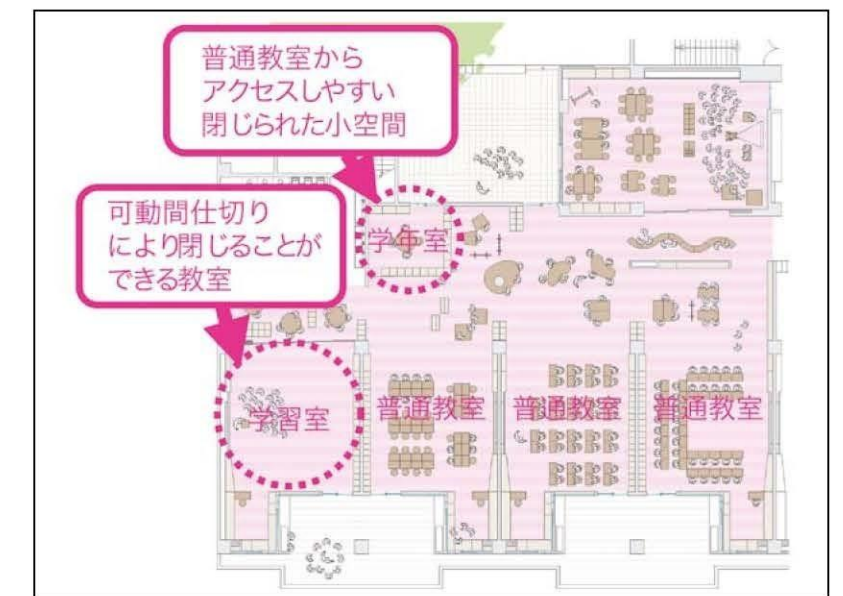 普通教室から
アクセスしやすい
閉じられた小空間
可動間仕切り
により閉じることが
できる教室
学年室
学習室
普通教室
普通教室
普通教室